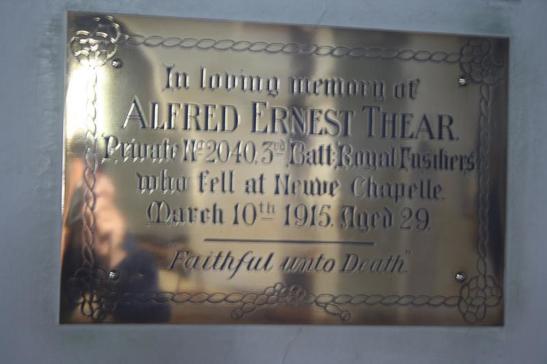 In loving memory of
ALFRED ERNEST THEAR.
Private No 2040, 3rd Batt: Royal Fusiliers
who fell at Neuve Chapelle.
March 10th 1915. Aged 29.
"Faithful unto Death"